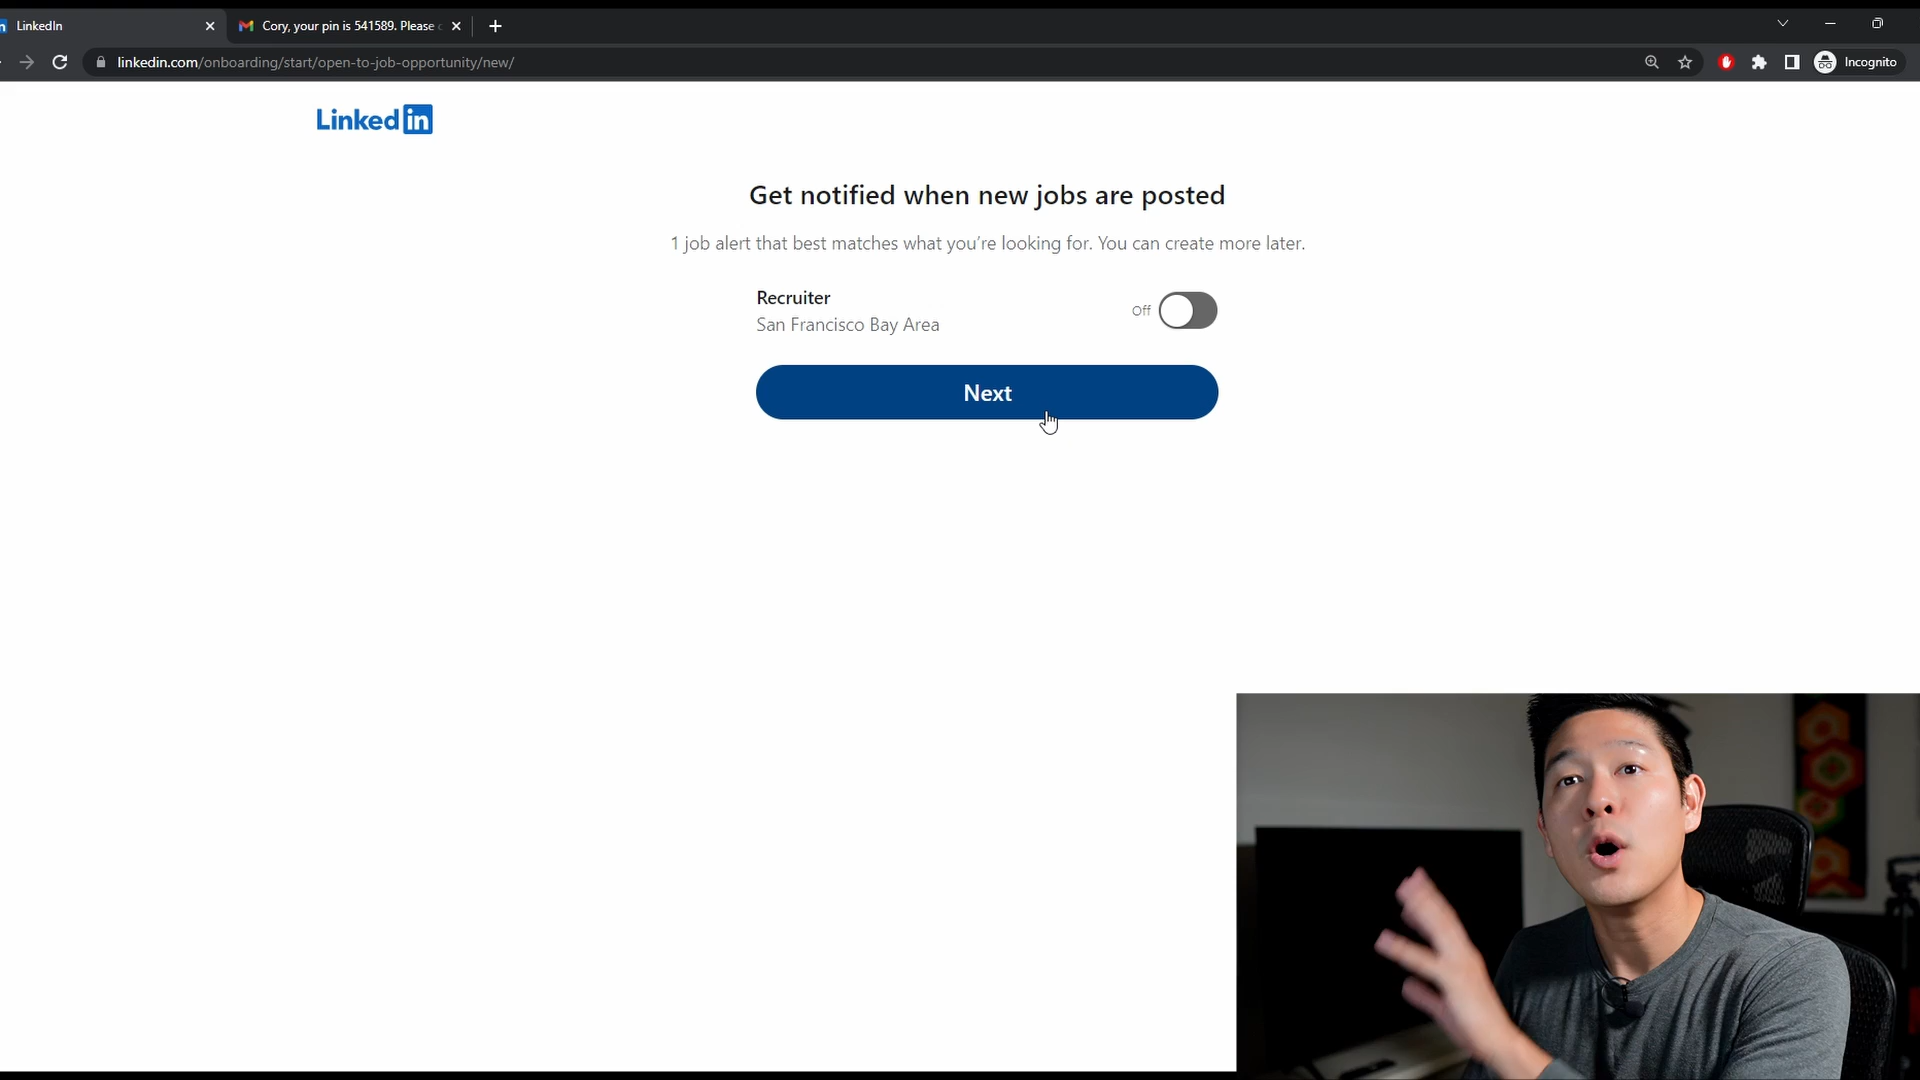 LinkedIn
Cory, your pin is 541589. Please c
linkedin.com/onboarding/start/open-to-job-opportunity/new/
Incognito
Linkedin
Get notified when new jobs are posted
1 job alert that best matches what you're looking for. You can create more later.
Recruiter
Off
San Francisco Bay Area
Next